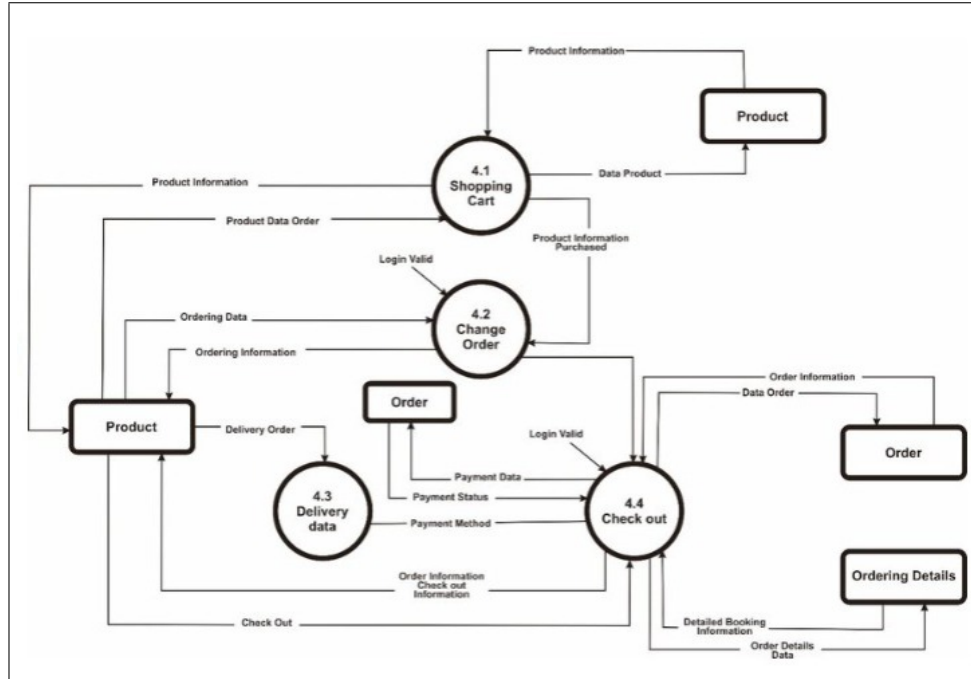 Product Information
Product
4.1
Shopping
Cart
Product Information
Data Product
Product Data Order
Product Information
Purchased
Login Valid
4.2
Change
Order
Ordering Data
Ordering Information
Order Information
Order
Data Order
Product
Delivery Order
Login Valid
Order
Payment Data
4.3
Delivery
data
Payment Status
4.4
Check out
Payment Method
Order Information
Check out
Information
Ordering Details
Check Out
Detailed Booking
Information
Order Details
Data